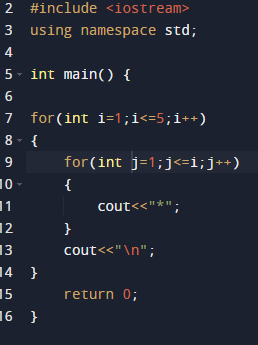 2 #include <iostream>
3 using namespace std;
4
5 int main() {
6
7 for(int i=1;i<=5;i++)
8 {
9     for(int j=1;j<=i;j++)
10     {
11         cout<<"*";
12     }
13     cout<<"\n";
14 }
15     return 0;
16 }